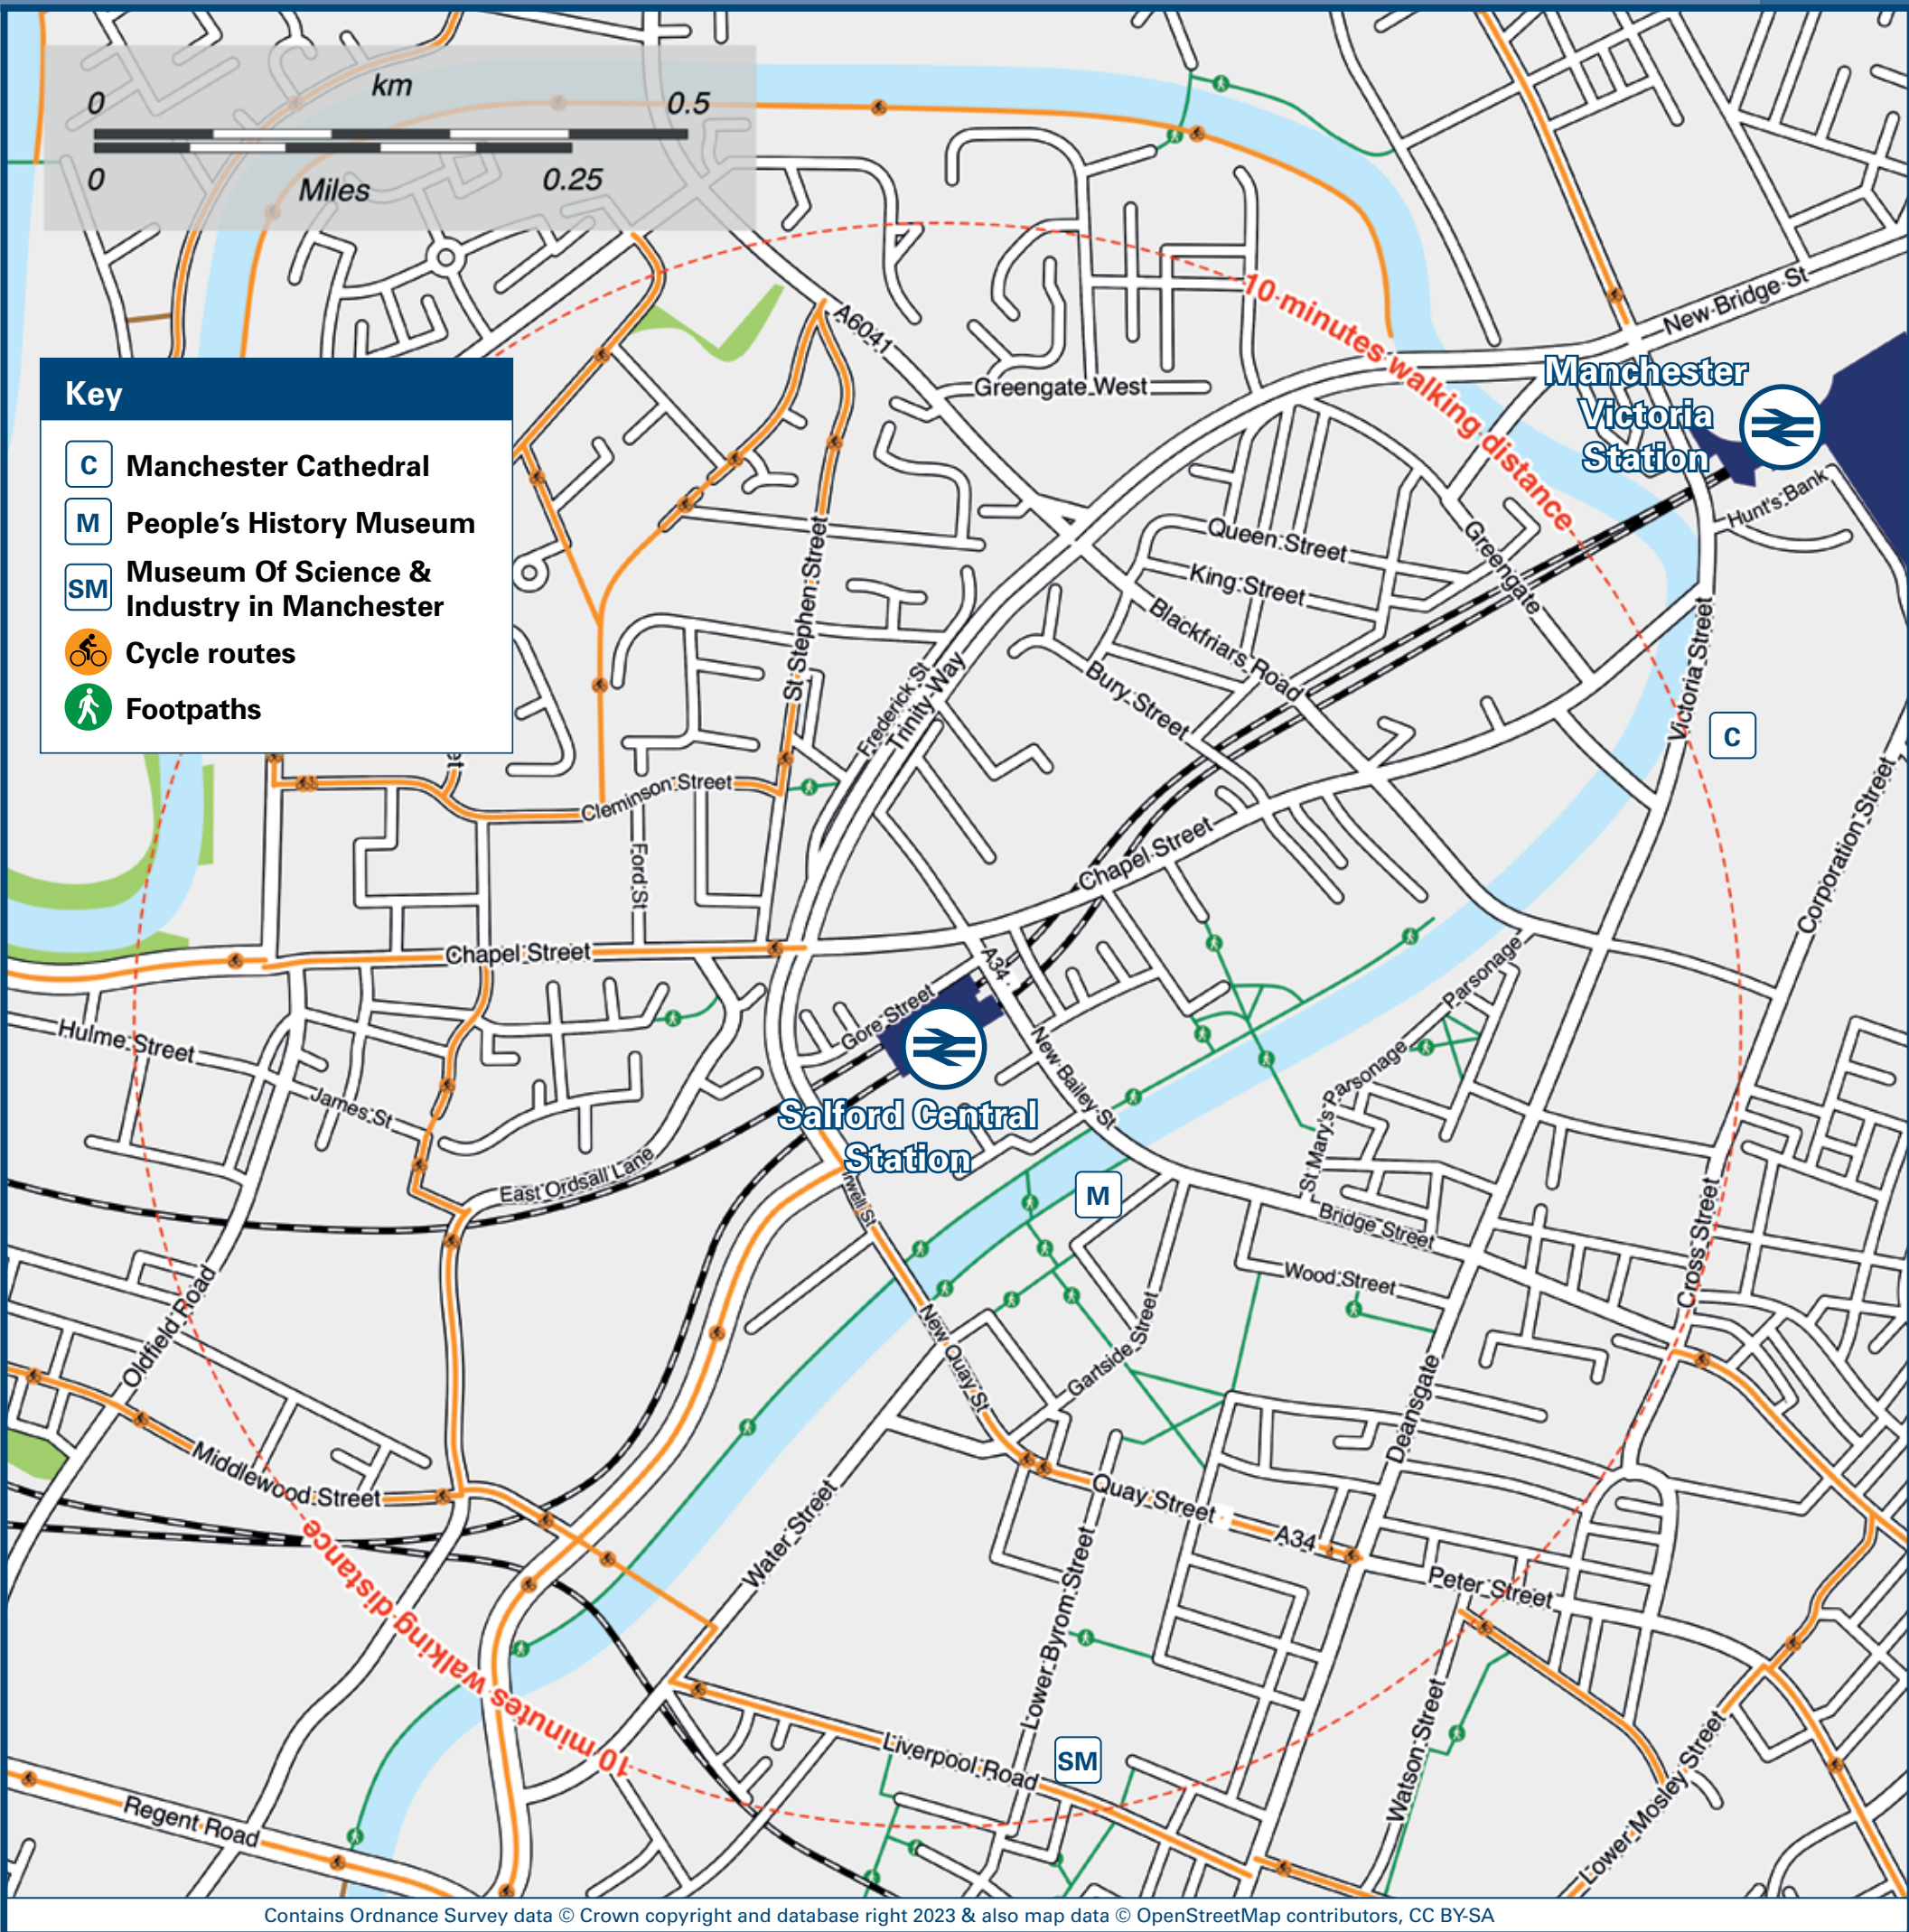 km
0
0.5
0
Miles
0.25
10 minutes walking distance
New Bridge St
A6041
Greengate West
Manchester
Victoria
Station
Key
C
Manchester Cathedral
M
People's History Museum
SM
Museum Of Science &
Industry in Manchester
Cycle routes
Footpaths
Hunt's Bank
Queen Street
King Street
Greengate
Blackfriars Road
Bury Street
St Stephen Street
Frederick St
Trinity Way
Victoria Street
C
et
Cleminson Street
Ford St
Chapel Street
Corporation Street
Chapel Street
A34
Gore Street
Parsonage
Hulme Street
James St
New Bailey St
St Mary's Parsonage
Salford Central
Station
East Ordsall Lane
Irwell St
M
Bridge Street
Wood Street
Cross Street
Oldfield Road
New Quay St
Gartside Street
Deansgate
Middlewood Street
Quay Street
A34
Water Street
Peter Street
Lower Byrom Street
10 minutes walking distance
Liverpool Road
SM
Watson Street
Lower Mosley Street
Regent Road
Contains Ordnance Survey data © Crown copyright and database right 2023 & also map data © OpenStreetMap contributors, CC BY-SA